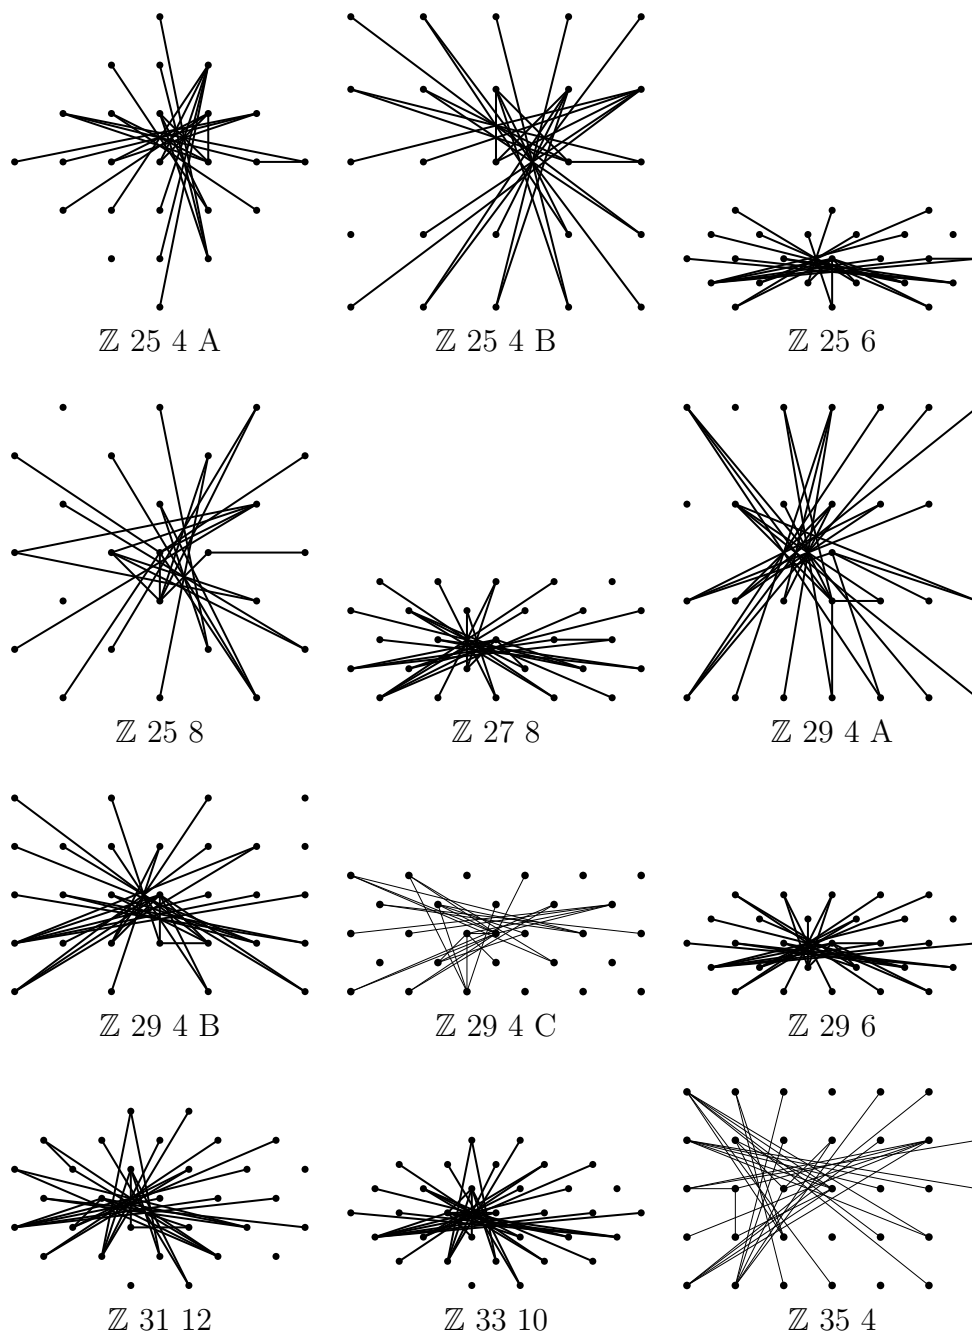 ℤ 25 4 A
ℤ 25 4 B
ℤ 25 6
ℤ 25 8
ℤ 27 8
ℤ 29 4 A
ℤ 29 4 B
ℤ 29 4 C
ℤ 29 6
ℤ 31 12
ℤ 33 10
ℤ 35 4